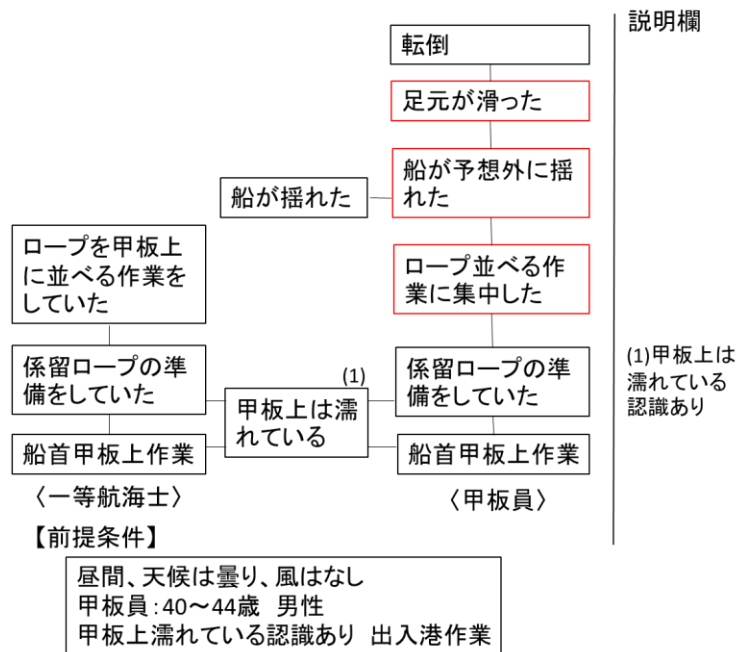 説明欄
転倒
足元が滑った
船が予想外に揺
れた
船が揺れた
ロープを甲板上
に並べる作業を
していた
ロープ並べる作
業に集中した
係留ロープの準
備をしていた
(1)
甲板上は濡
れている
係留ロープの準
備をしていた
(1)甲板上は
濡れている
認識あり
船首甲板上作業
船首甲板上作業
〈一等航海士〉
〈甲板員〉
【前提条件】
昼間、天候は曇り、風はなし
甲板員:40~44歳 男性
甲板上濡れている認識あり 出入港作業